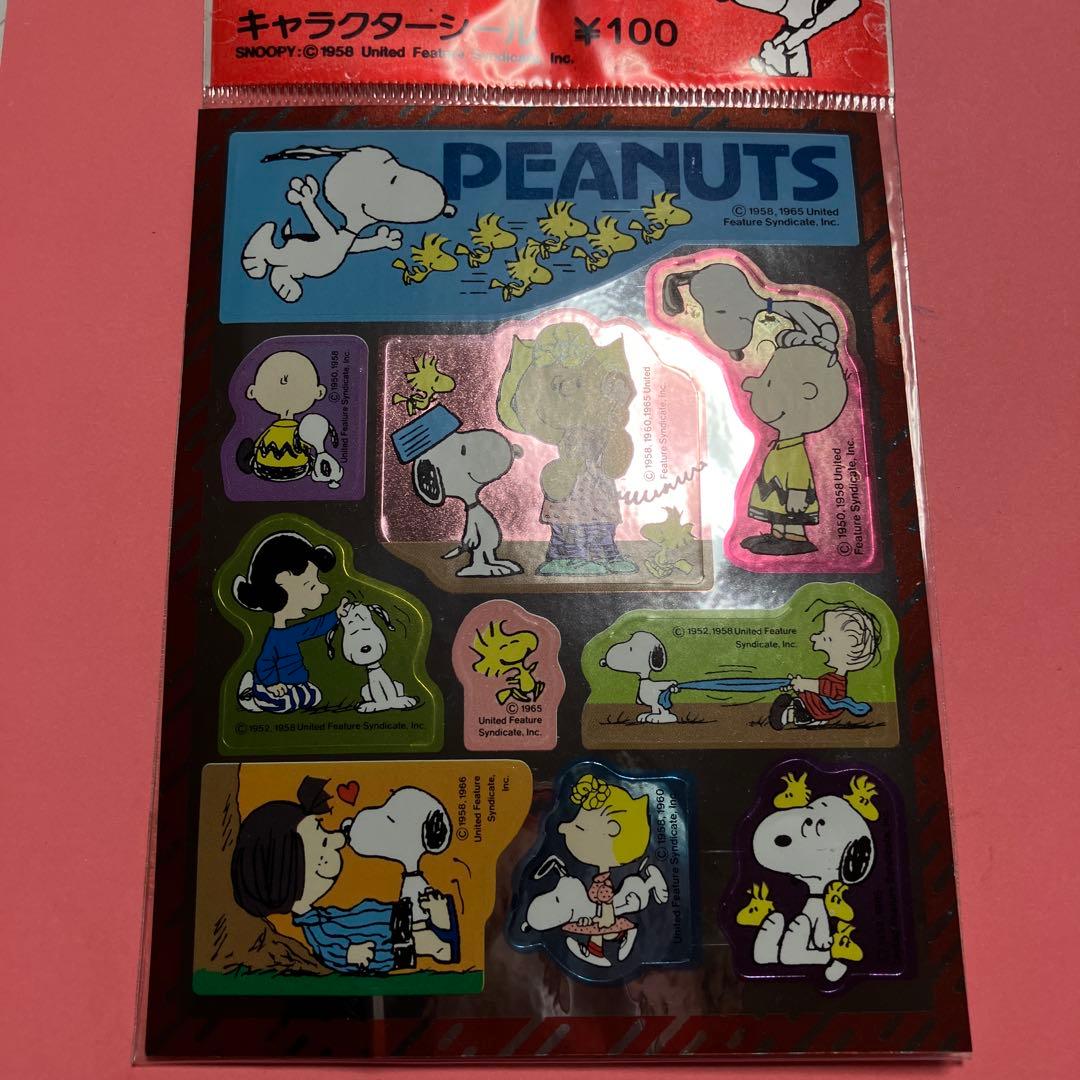 キャラクターシール ¥100
SNOOPY:©1958 United Feature Syndicate, Inc.
PEANUTS
©1958,1965 United
Feature Syndicate, Inc.
©1950,1958
United Feature Syndicate, Inc.
©1958,1960,1965 United
Feature Syndicate, Inc.
©1950,1958 United
Feature Syndicate, Inc.
©1952,1958 United Feature Syndicate, Inc.
©1965
United Feature
Syndicate, Inc.
©1952,1958 United Feature
Syndicate, Inc.
©1958,1966
United Feature
Syndicate,
Inc.
©1958,1960
United Feature Syndicate, Inc.